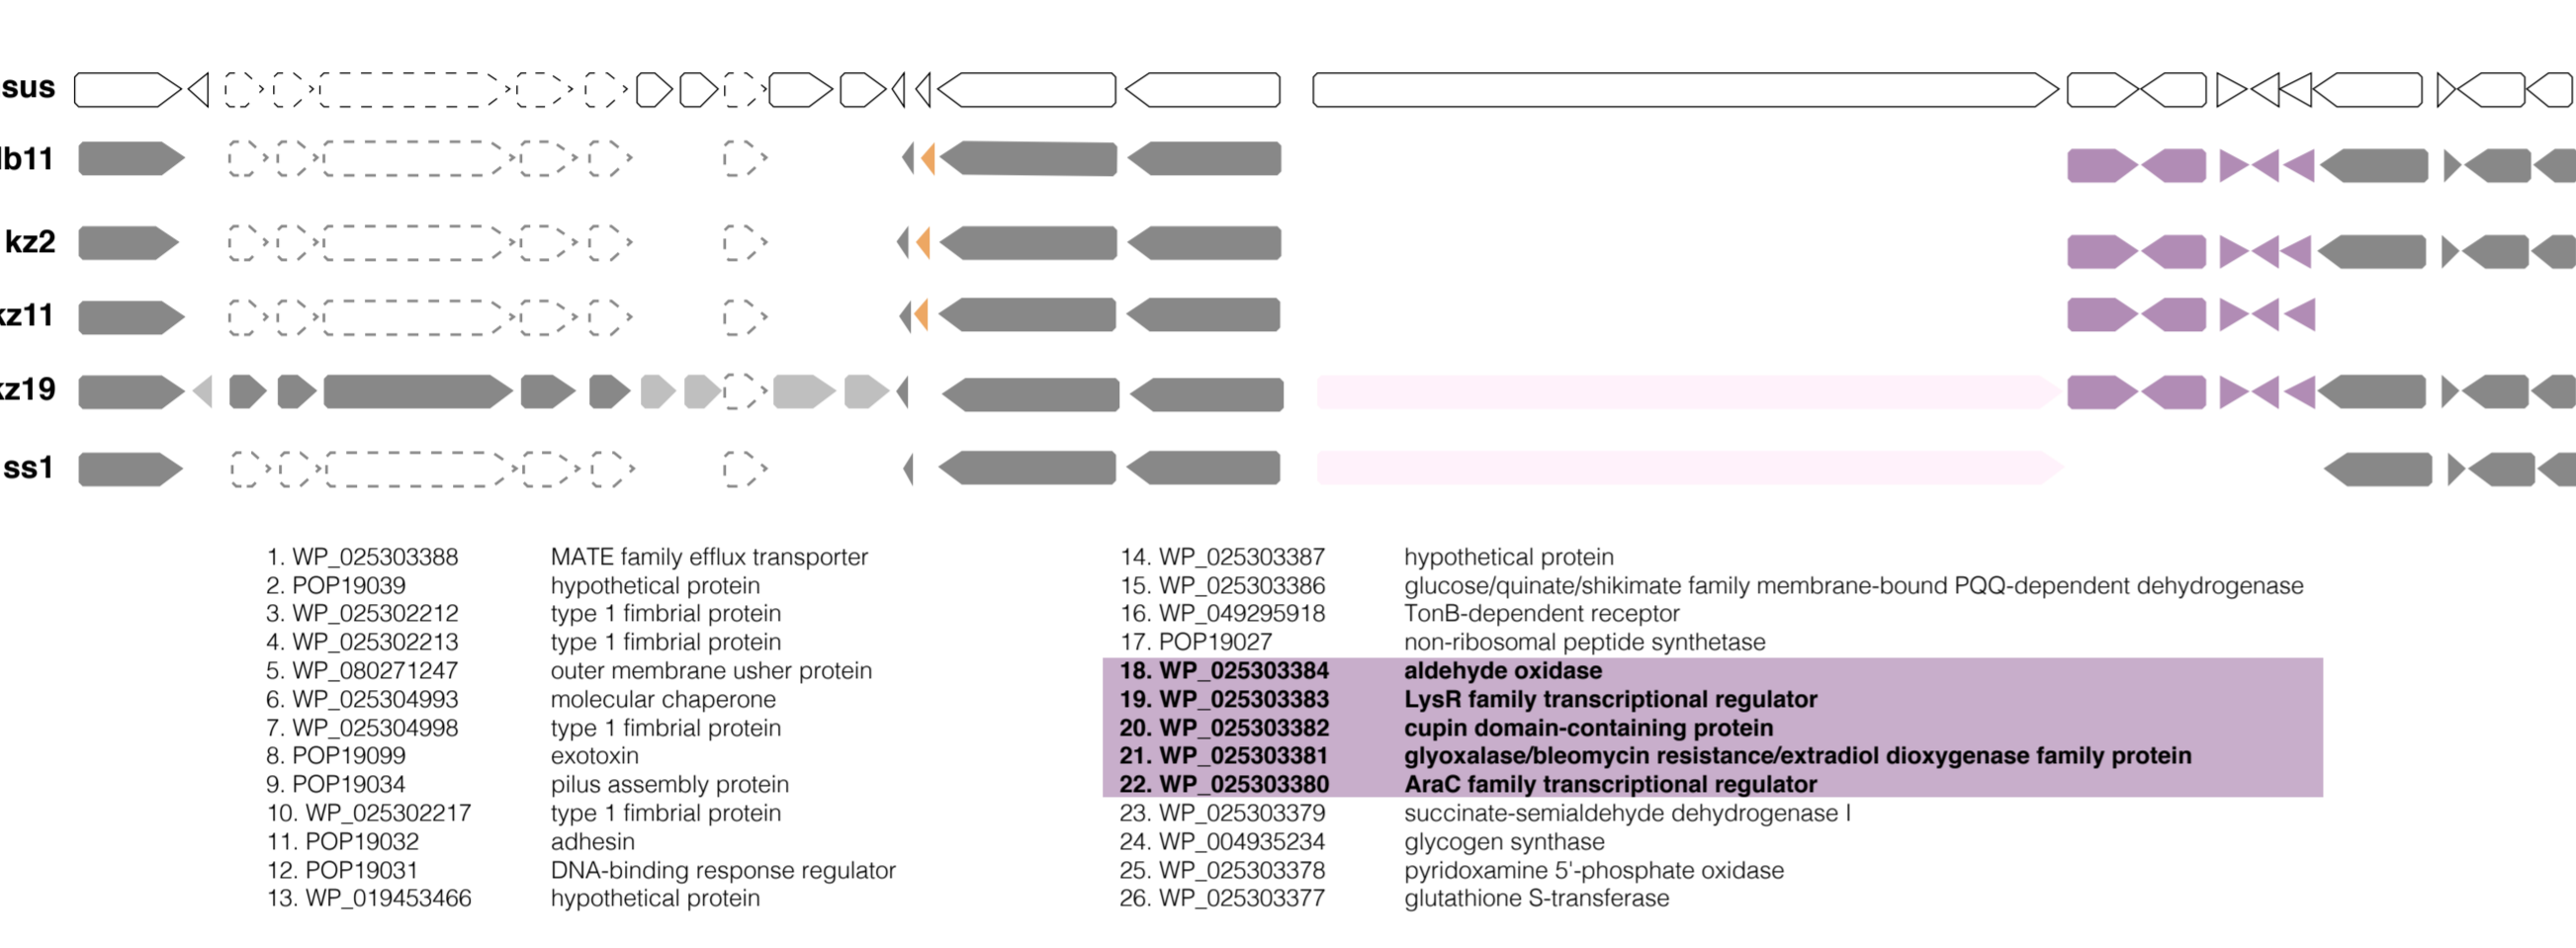 sus
b11
kz2
kz11
kz19
ss1
1. WP_025303388 MATE family efflux transporter
2. POP19039 hypothetical protein
3. WP_025302212 type 1 fimbrial protein
4. WP_025302213 type 1 fimbrial protein
5. WP_080271247 outer membrane usher protein
6. WP_025304993 molecular chaperone
7. WP_025304998 type 1 fimbrial protein
8. POP19099 exotoxin
9. POP19034 pilus assembly protein
10. WP_025302217 type 1 fimbrial protein
11. POP19032 adhesin
12. POP19031 DNA-binding response regulator
13. WP_019453466 hypothetical protein
14. WP_025303387 hypothetical protein
15. WP_025303386 glucose/quinate/shikimate family membrane-bound PQQ-dependent dehydrogenase
16. WP_049295918 TonB-dependent receptor
17. POP19027 non-ribosomal peptide synthetase
18. WP_025303384 aldehyde oxidase
19. WP_025303383 LysR family transcriptional regulator
20. WP_025303382 cupin domain-containing protein
21. WP_025303381 glyoxalase/bleomycin resistance/extradiol dioxygenase family protein
22. WP_025303380 AraC family transcriptional regulator
23. WP_025303379 succinate-semialdehyde dehydrogenase I
24. WP_004935234 glycogen synthase
25. WP_025303378 pyridoxamine 5'-phosphate oxidase
26. WP_025303377 glutathione S-transferase